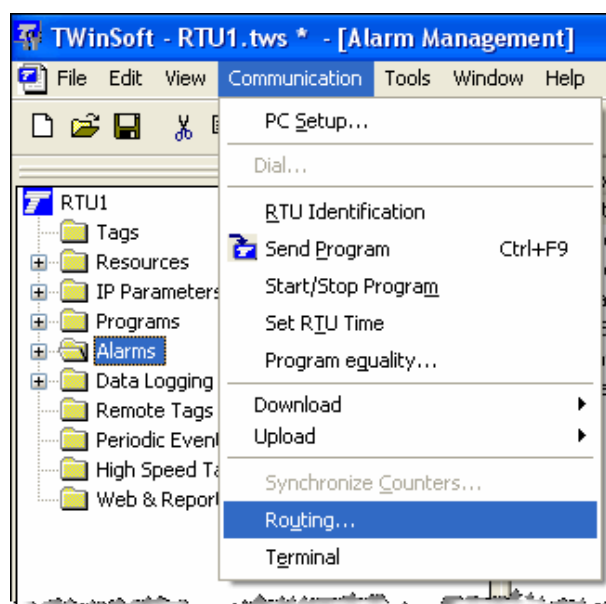 TWinSoft - RTU1.tws * - [Alarm Management]
File Edit View Communication Tools Window Help
PC Setup...
Dial...
RTU Identification
Send Program Ctrl+F9
Start/Stop Program
Set RTU Time
Program equality...
Download
Upload
Synchronize Counters...
Routing...
Terminal
RTU1
Tags
Resources
IP Parameters
Programs
Alarms
Data Logging
Remote Tags
Periodic Event
High Speed Ta
Web & Report